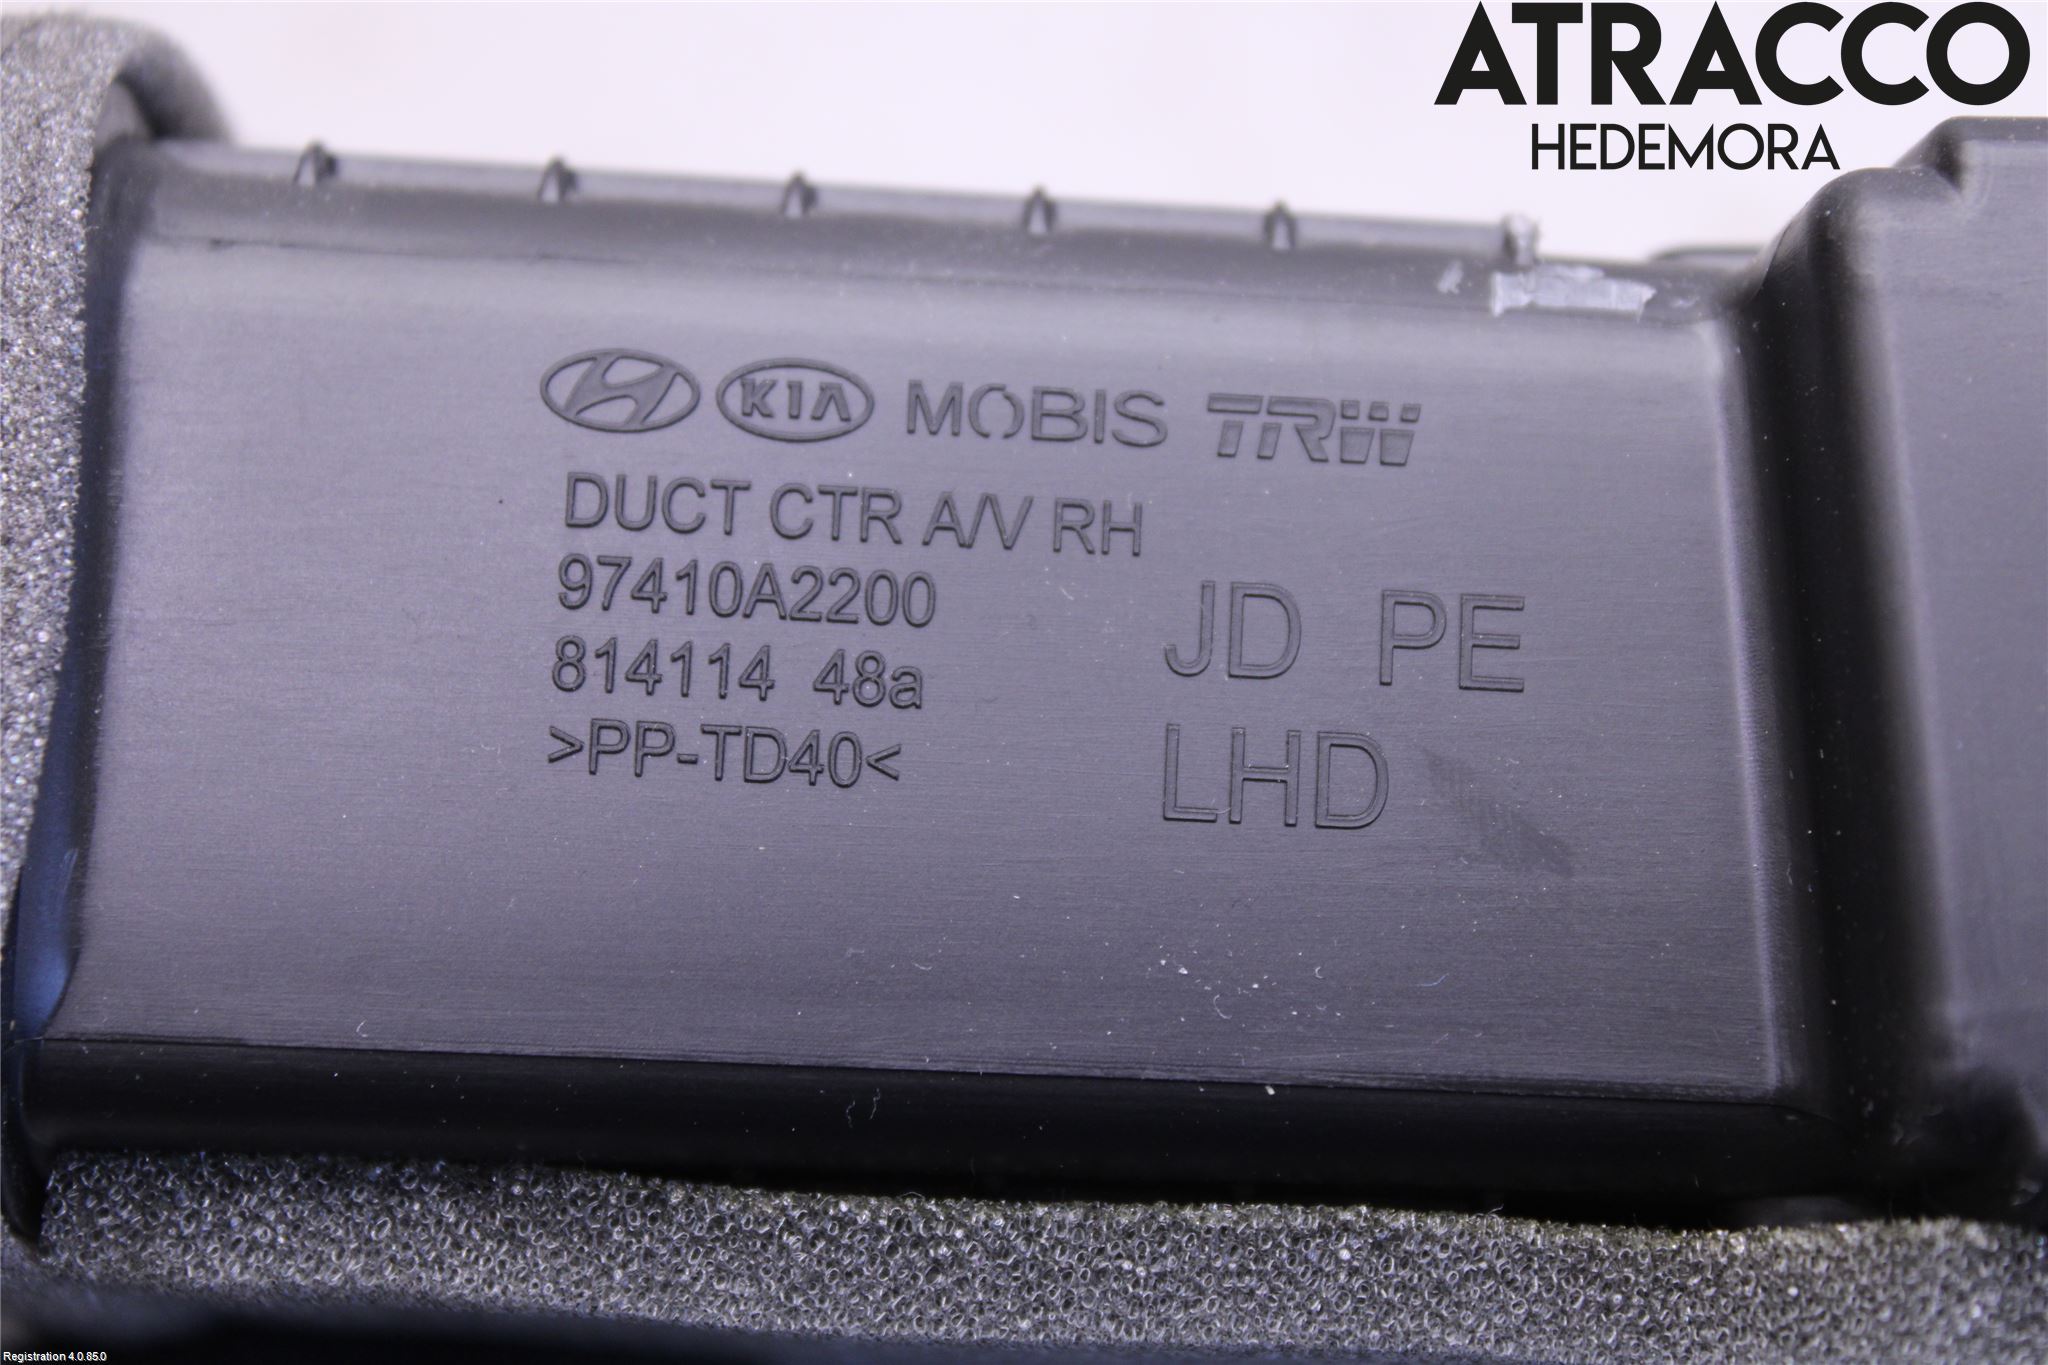 ATRACCO
HEDEMORA
KIA MOBIS TRW
DUCT CTR A/V RH
97410A2200
814114 48a
>PP-TD40<
JD PE
LHD
Registration 4.0.85.0